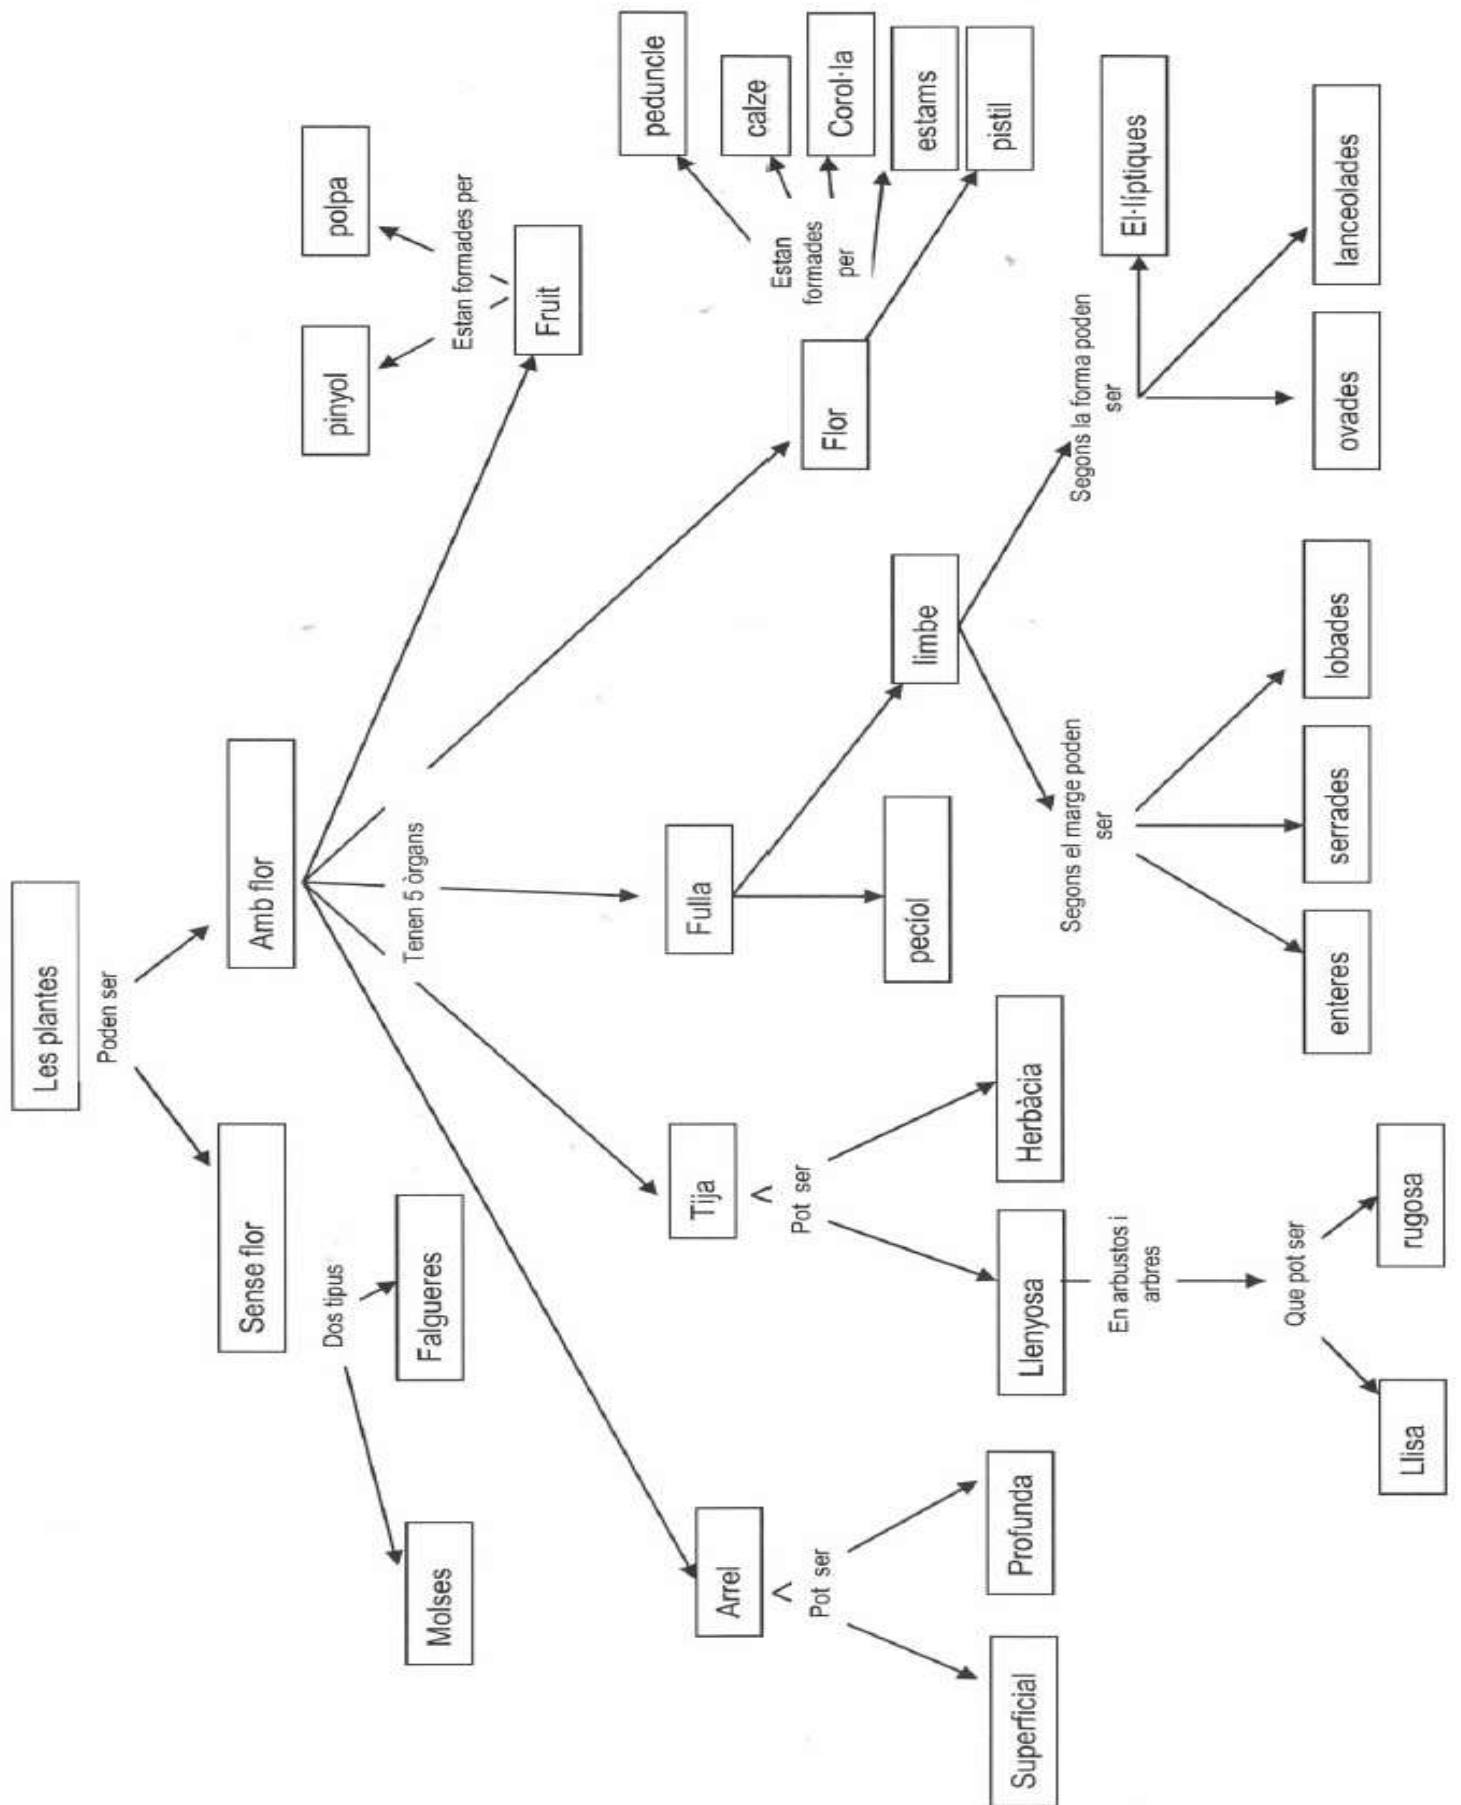 Les plantes
Poden ser
Sense flor
Amb flor
Dos tipus
Molses
Falgueres
Tenen 5 òrgans
Arrel
Pot ser
Superficial
Profunda
Tija
Pot ser
Llenyosa
Herbàcia
En arbustos i
arbres
Que pot ser
Llisa
rugosa
Fulla
pecíol
limbe
Segons el marge poden
ser
enteres
serrades
lobades
Segons la forma poden
ser
ovades
lanceolades
El·líptiques
Flor
Estan
formades
per
peduncle
calze
Corol·la
estams
pistil
Fruit
Estan formades per
pinyol
polpa